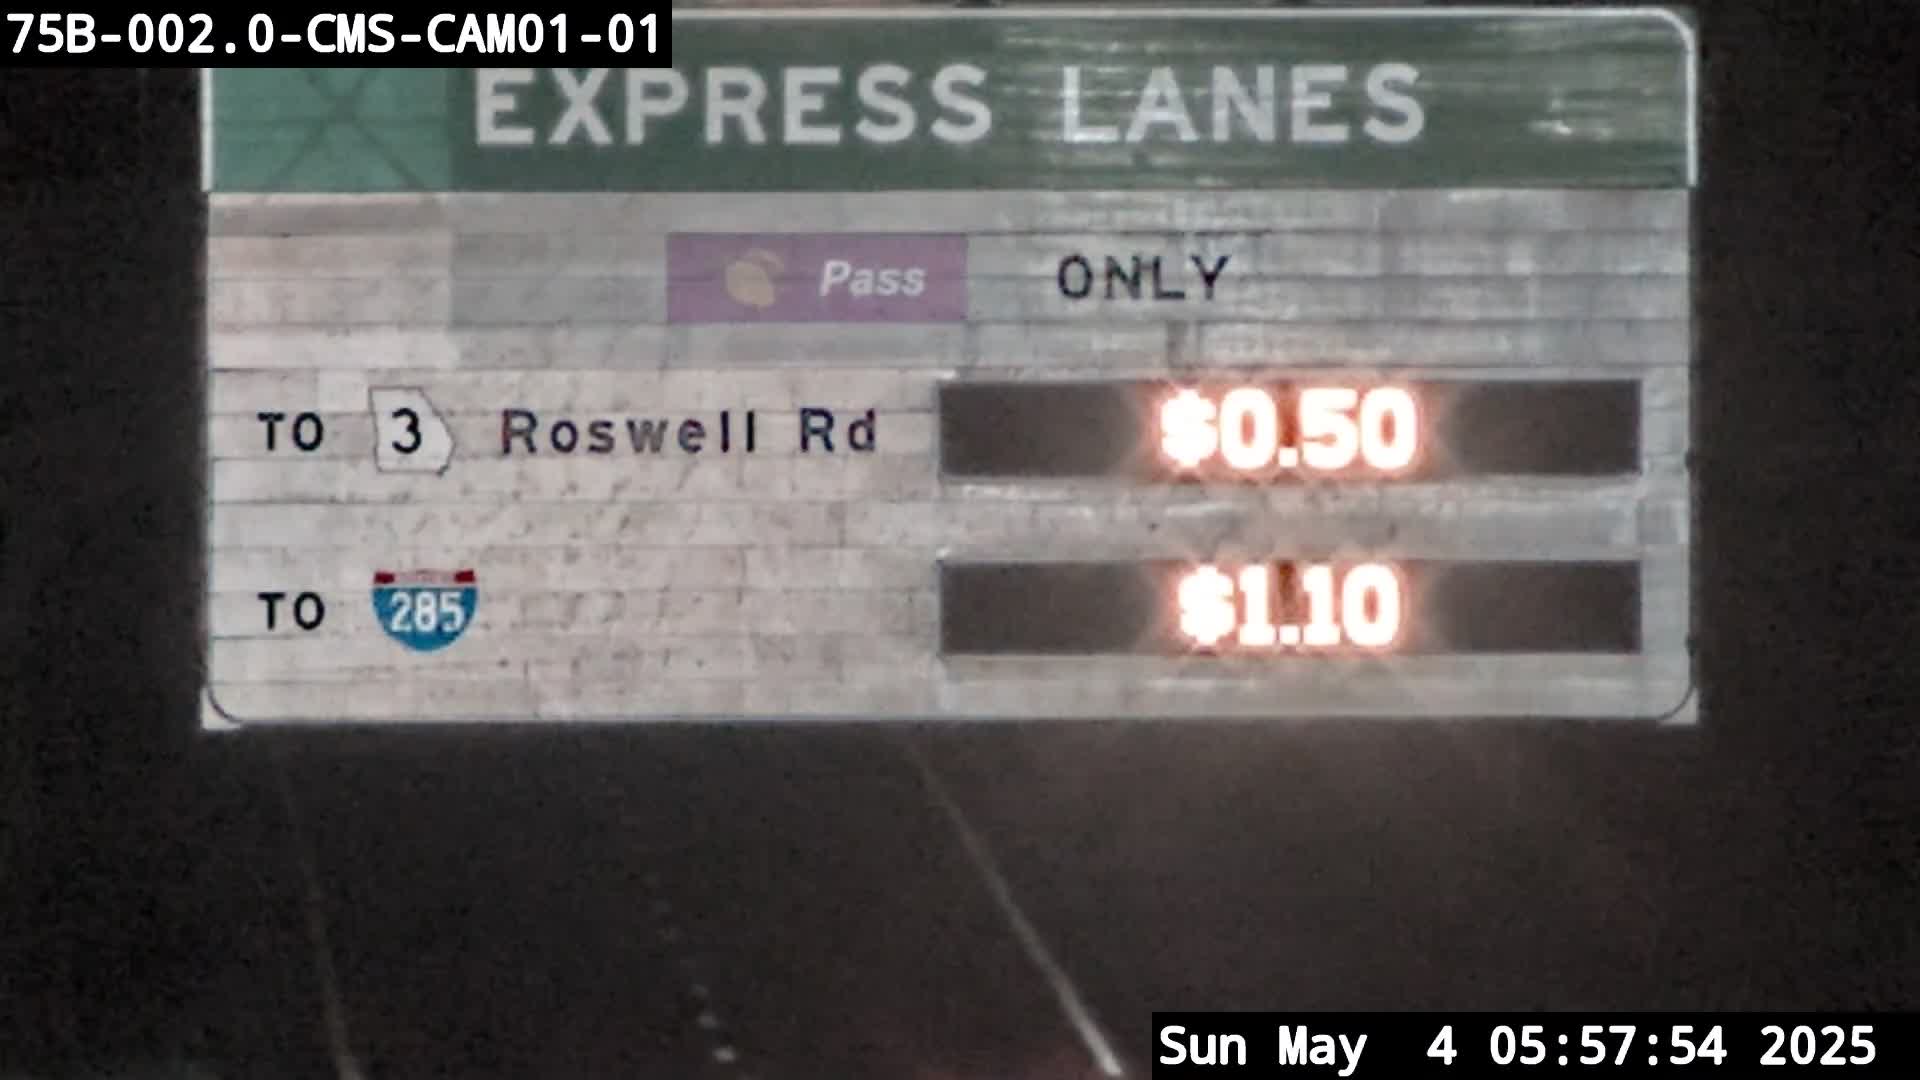 75B-002.0-CMS-CAM01-01
EXPRESS LANES
Pass ONLY
TO 3 Roswell Rd $0.50
TO 285 $1.10
Sun May 4 05:57:54 2025